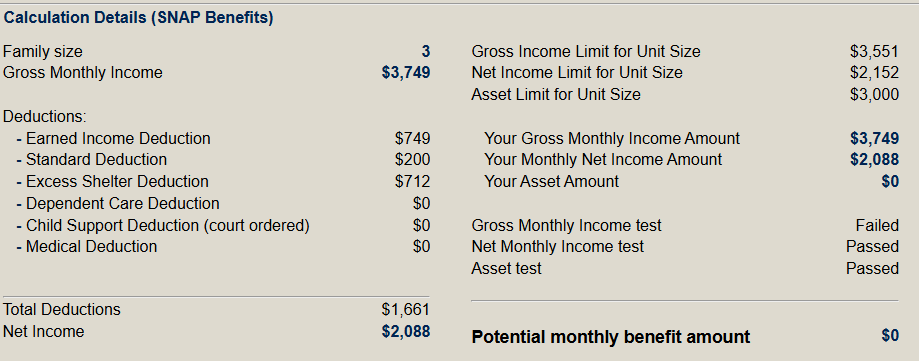 Calculation Details (SNAP Benefits)
Family size 3
Gross Monthly Income $3,749
Deductions:
- Earned Income Deduction $749
- Standard Deduction $200
- Excess Shelter Deduction $712
- Dependent Care Deduction $0
- Child Support Deduction (court ordered) $0
- Medical Deduction $0
Total Deductions $1,661
Net Income $2,088
Gross Income Limit for Unit Size $3,551
Net Income Limit for Unit Size $2,152
Asset Limit for Unit Size $3,000
Your Gross Monthly Income Amount $3,749
Your Monthly Net Income Amount $2,088
Your Asset Amount $0
Gross Monthly Income test Failed
Net Monthly Income test Passed
Asset test Passed
Potential monthly benefit amount $0